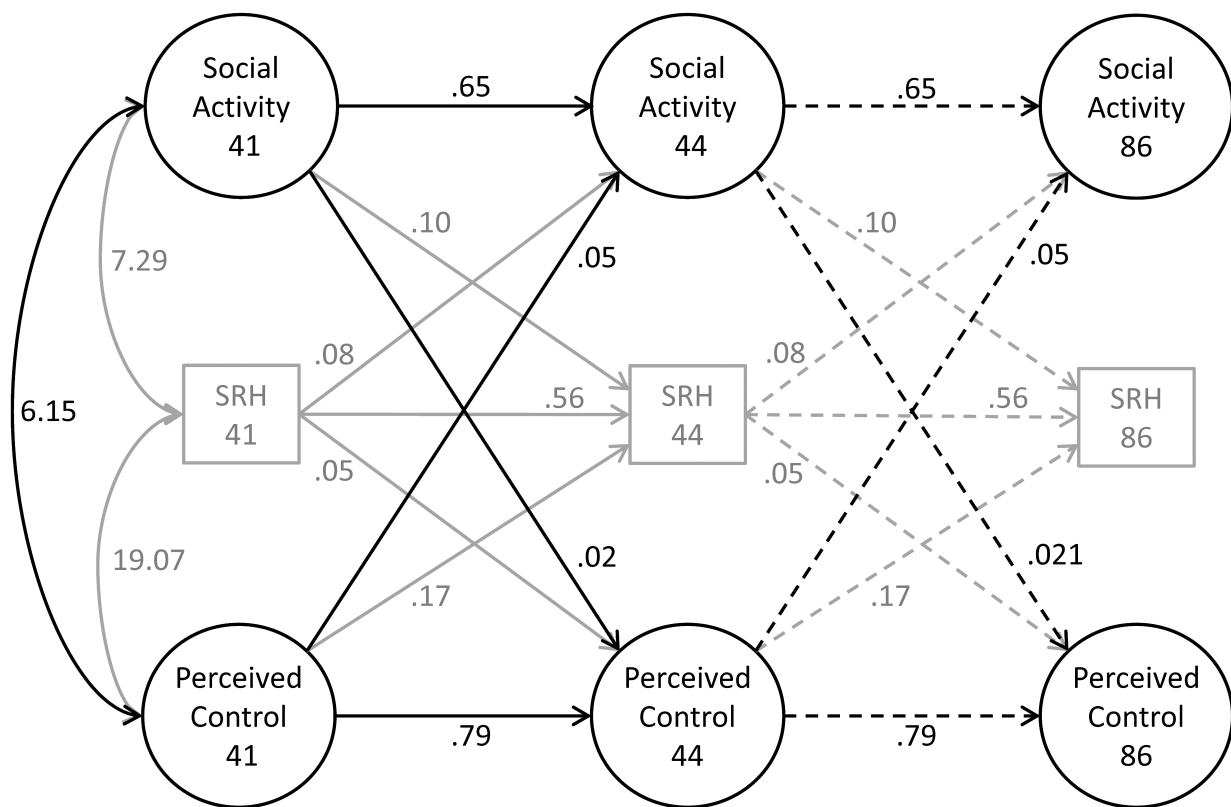 Social
Activity
41
.65
Social
Activity
44
.65
Social
Activity
86
7.29
.10
.05
.10
.05
6.15
SRH
41
.08
.56
.05
SRH
44
.08
.56
.05
SRH
86
19.07
.17
.02
.17
.021
Perceived
Control
41
.79
Perceived
Control
44
.79
Perceived
Control
86